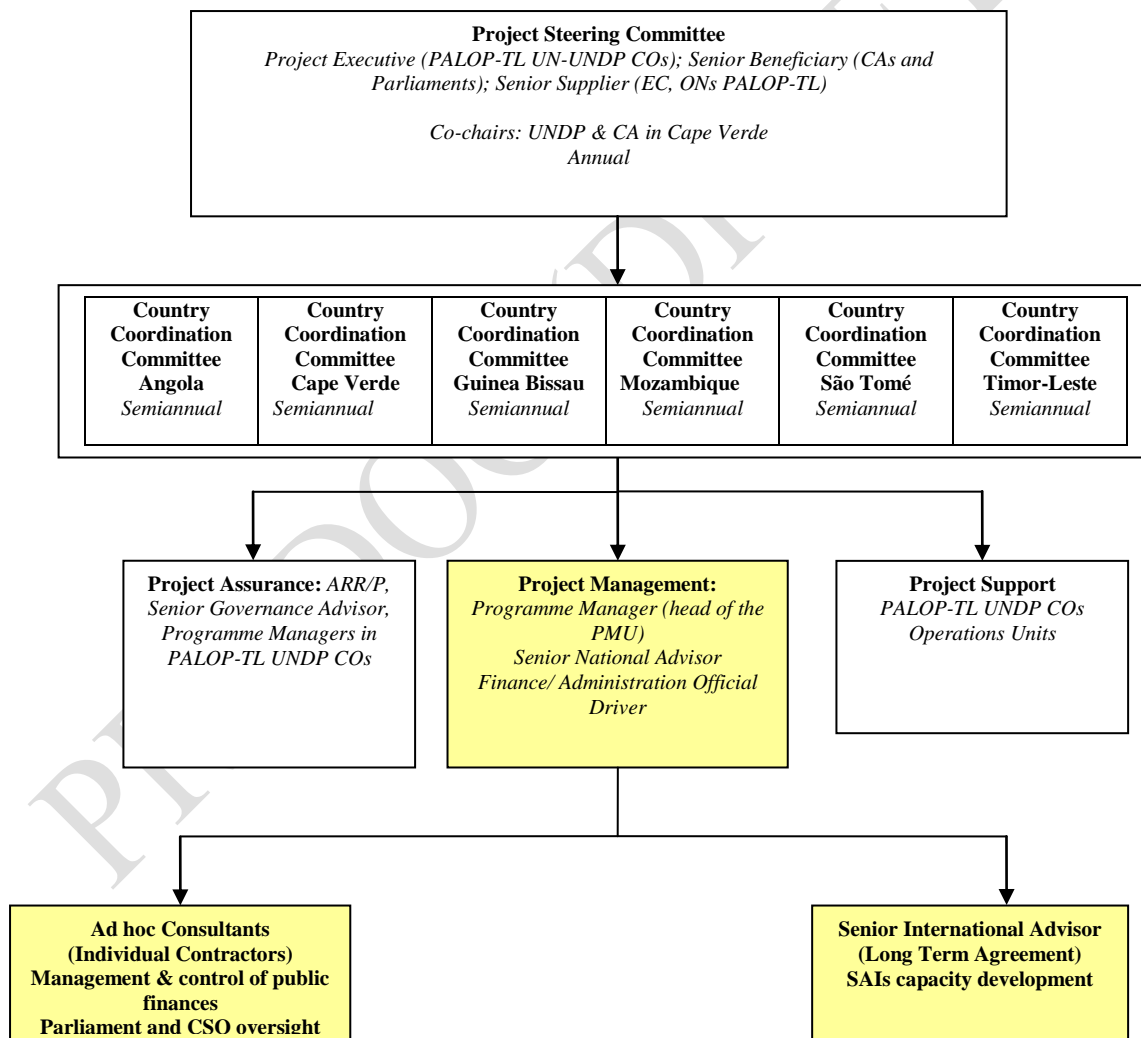 Project Steering Committee
Project Executive (PALOP-TL UN-UNDP COs); Senior Beneficiary (CAs and
Parliaments); Senior Supplier (EC, ONs PALOP-TL)
Co-chairs: UNDP & CA in Cape Verde
Annual
Country
Coordination
Committee
Angola
Semiannual
Country
Coordination
Committee
Cape Verde
Semiannual
Country
Coordination
Committee
Guinea Bissau
Semiannual
Country
Coordination
Committee
Mozambique
Semiannual
Country
Coordination
Committee
São Tomé
Semiannual
Country
Coordination
Committee
Timor-Leste
Semiannual
Project Assurance: ARR/P,
Senior Governance Advisor,
Programme Managers in
PALOP-TL UNDP COs
Project Management:
Programme Manager (head of the
PMU)
Senior National Advisor
Finance/ Administration Official
Driver
Project Support
PALOP-TL UNDP COs
Operations Units
Ad hoc Consultants
(Individual Contractors)
Management & control of public
finances
Parliament and CSO oversight
Senior International Advisor
(Long Term Agreement)
SAIs capacity development